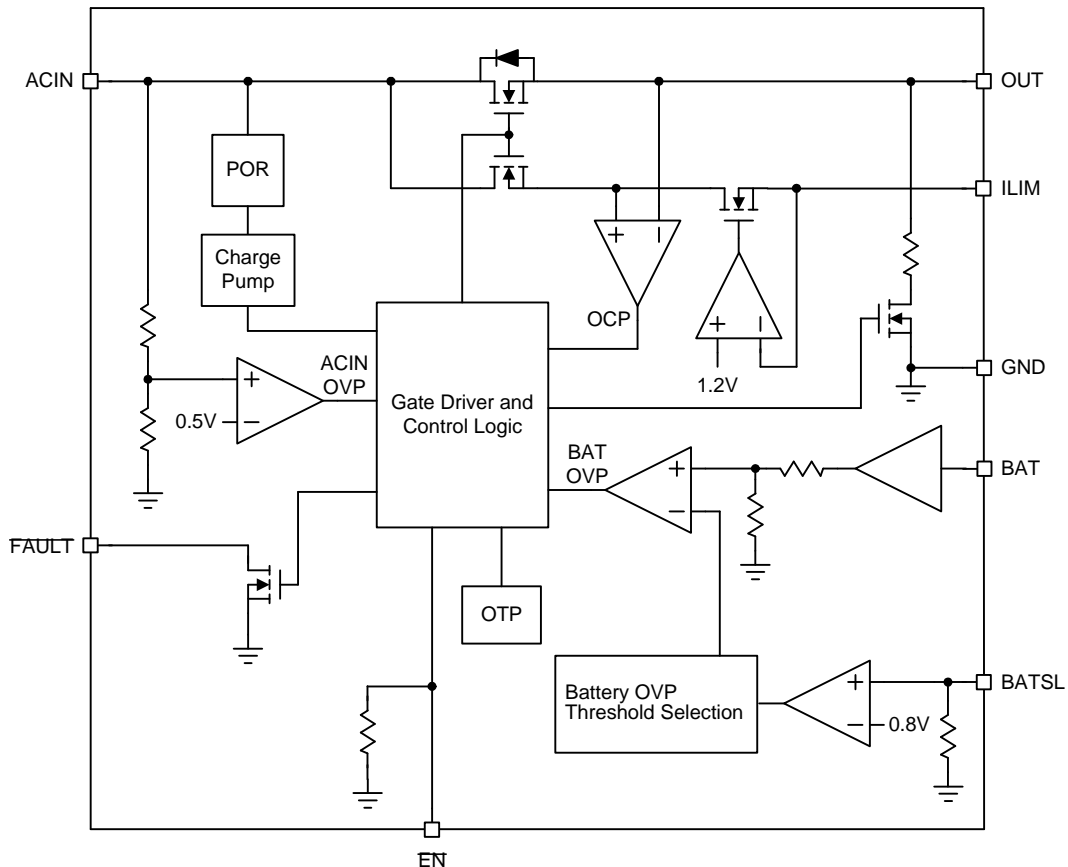 ACIN
OUT
POR
ILIM
Charge
Pump
+ −
OCP
+ −
1.2V
GND
ACIN
OVP
+
0.5V −
Gate Driver and
Control Logic
BAT
OVP
+
−
BAT
FAULT
OTP
Battery OVP
Threshold Selection
+
− 0.8V
BATSL
EN